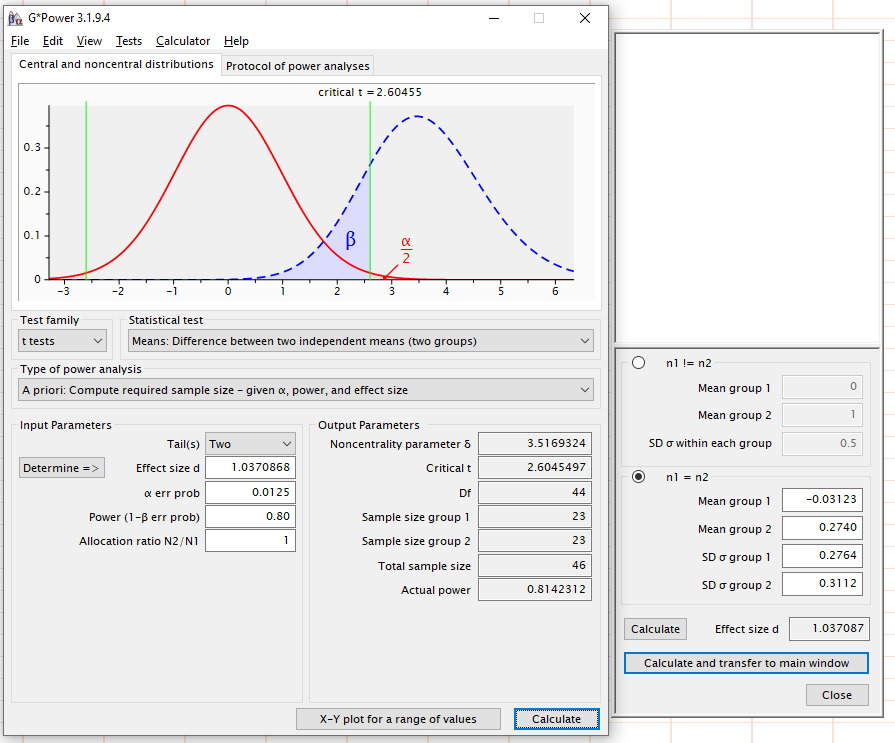 G*Power 3.1.9.4
File Edit View Tests Calculator Help
Central and noncentral distributions Protocol of power analyses
critical t = 2.60455
0.3
0.2
0.1
0
β
α
2
-3 -2 -1 0 1 2 3 4 5 6
Test family
t tests
Statistical test
Means: Difference between two independent means (two groups)
Type of power analysis
A priori: Compute required sample size - given α, power, and effect size
Input Parameters
Tail(s) Two
Determine => Effect size d 1.0370868
α err prob 0.0125
Power (1-β err prob) 0.80
Allocation ratio N2/N1 1
Output Parameters
Noncentrality parameter δ 3.5169324
Critical t 2.6045497
Df 44
Sample size group 1 23
Sample size group 2 23
Total sample size 46
Actual power 0.8142312
X-Y plot for a range of values Calculate
n1 != n2
Mean group 1 0
Mean group 2 1
SD σ within each group 0.5
n1 = n2
Mean group 1 -0.03123
Mean group 2 0.2740
SD σ group 1 0.2764
SD σ group 2 0.3112
Calculate Effect size d 1.037087
Calculate and transfer to main window
Close